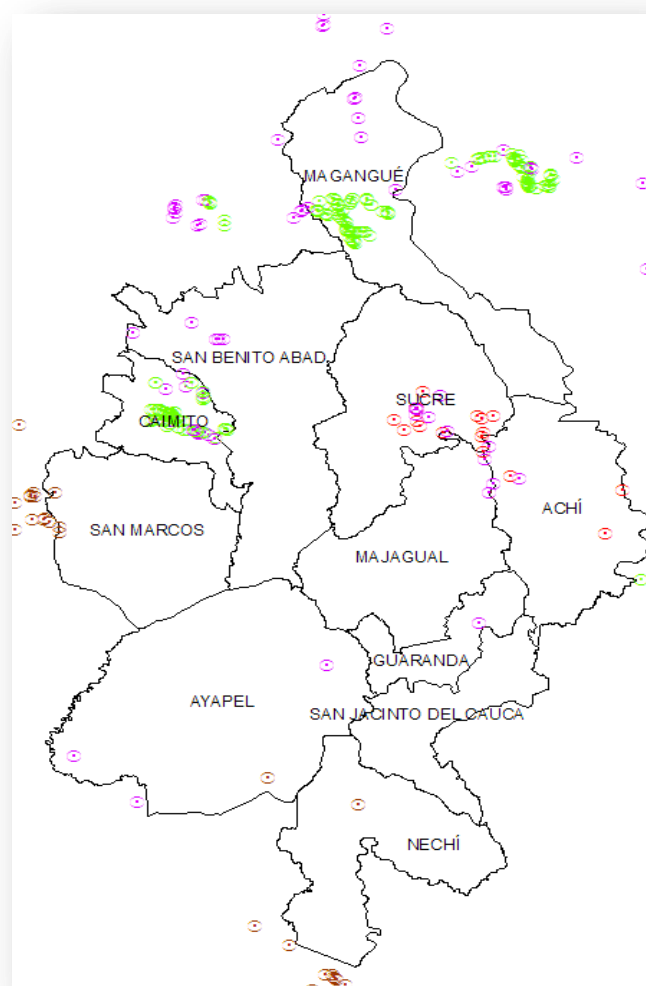 MAGANGUÉ
SAN BENITO ABAD
SUCRE
CAIMITO
ACHÍ
SAN MARCOS
MAJAGUAL
GUARANDA
AYAPEL
SAN JACINTO DEL CAUCA
NECHÍ